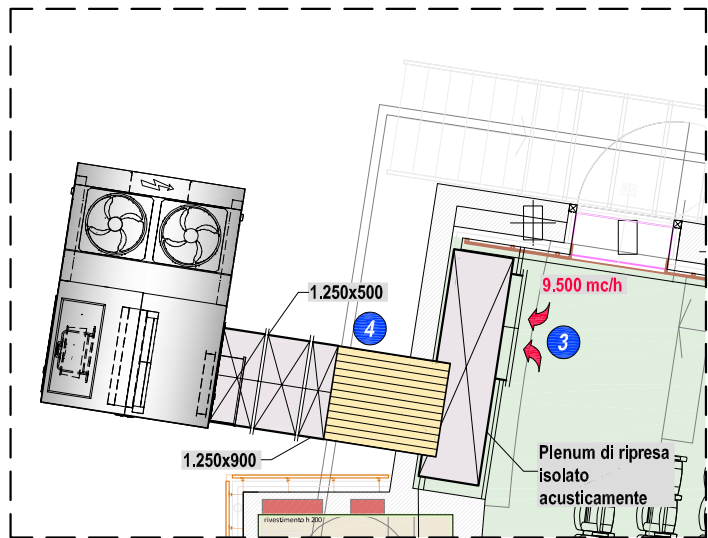 9.500 mc/h
1.250x500
4
3
1.250x900
Plenum di ripresa
isolato
acusticamente
rivestimento h 200